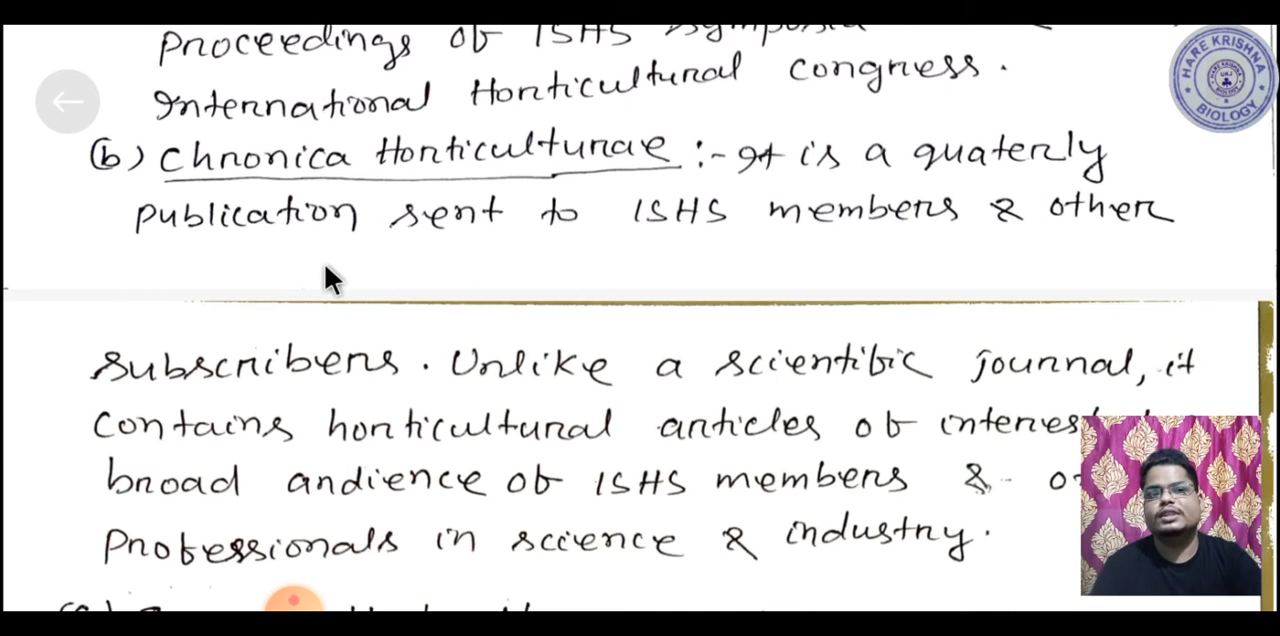 Proceedings of ISHS symposia
International Horticultural Congress.
(b) Chronica Horticulturae :- It is a quaterly
publication sent to ISHS members & other
subscribers. Unlike a scientific journal, it
contains horticultural articles of interest
broad audience of ISHS members &
Professionals in science & industry.
HARE KRISHNA
UKJ
BIOLOGY